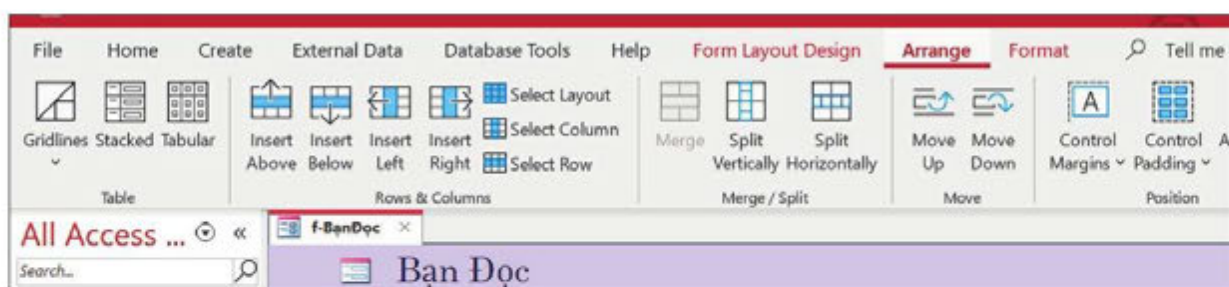 File Home Create External Data Database Tools Help Form Layout Design Arrange Format Tell me
Gridlines Stacked Tabular Insert Above Insert Below Insert Left Insert Right Select Layout
Select Column
Select Row
Merge Split Vertically Split Horizontally Move Up Move Down Control Margins Control Padding A
Table Rows & Columns Merge / Split Move Position
All Access ... « f-BạnĐọc ×
Search... Bạn Đọc